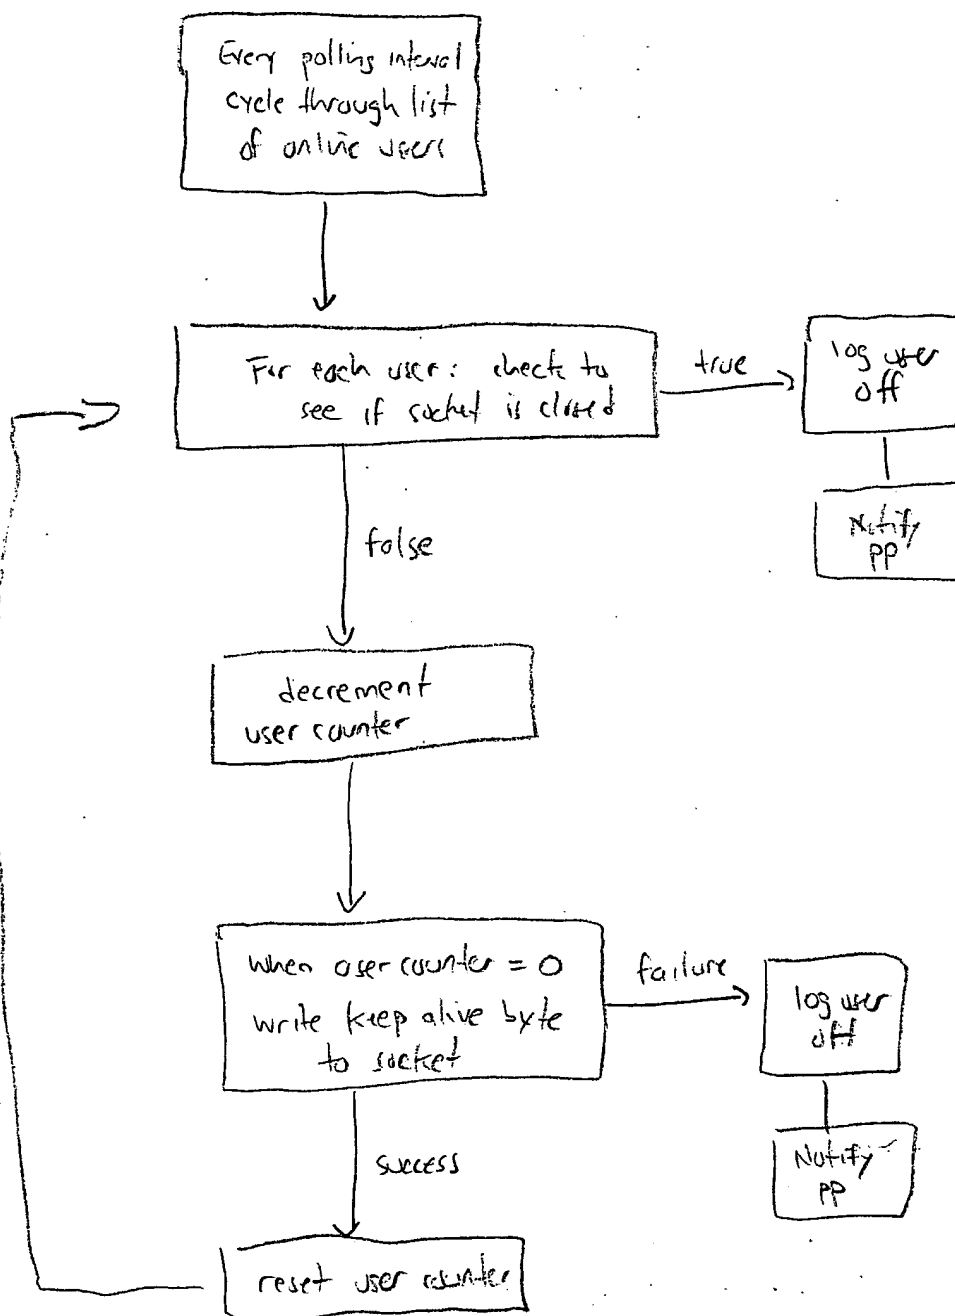 Every polling interval
cycle through list
of online users
For each user: check to
see if socket is closed
true
log user
off
Notify
PP
false
decrement
user counter
when user counter = 0
write keep alive byte
to socket
failure
log user
off
Notify
PP
success
reset user counter